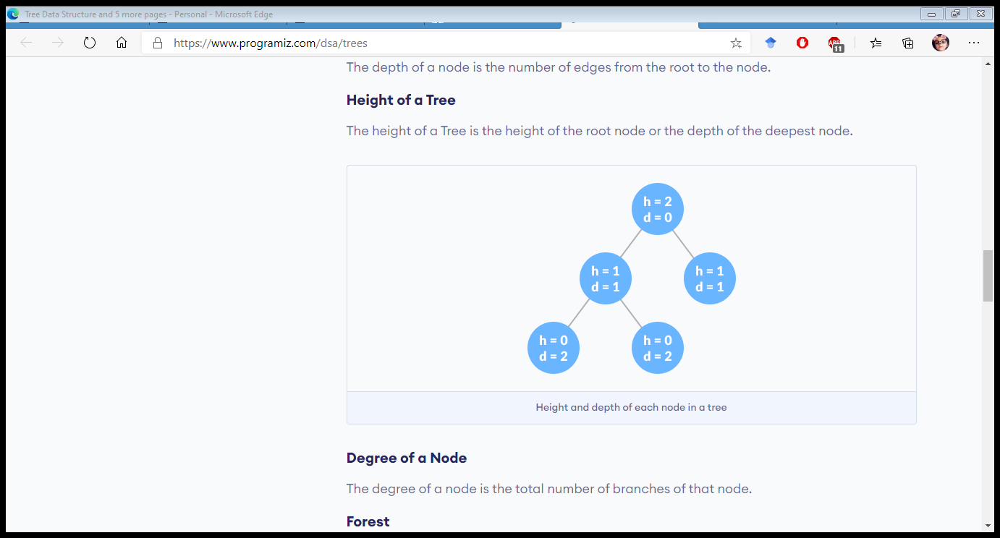 Tree Data Structure and 5 more pages - Personal - Microsoft Edge
https://www.programiz.com/dsa/trees
11
The depth of a node is the number of edges from the root to the node.
Height of a Tree
The height of a Tree is the height of the root node or the depth of the deepest node.
h = 2
d = 0
h = 1
d = 1
h = 1
d = 1
h = 0
d = 2
h = 0
d = 2
Height and depth of each node in a tree
Degree of a Node
The degree of a node is the total number of branches of that node.
Forest